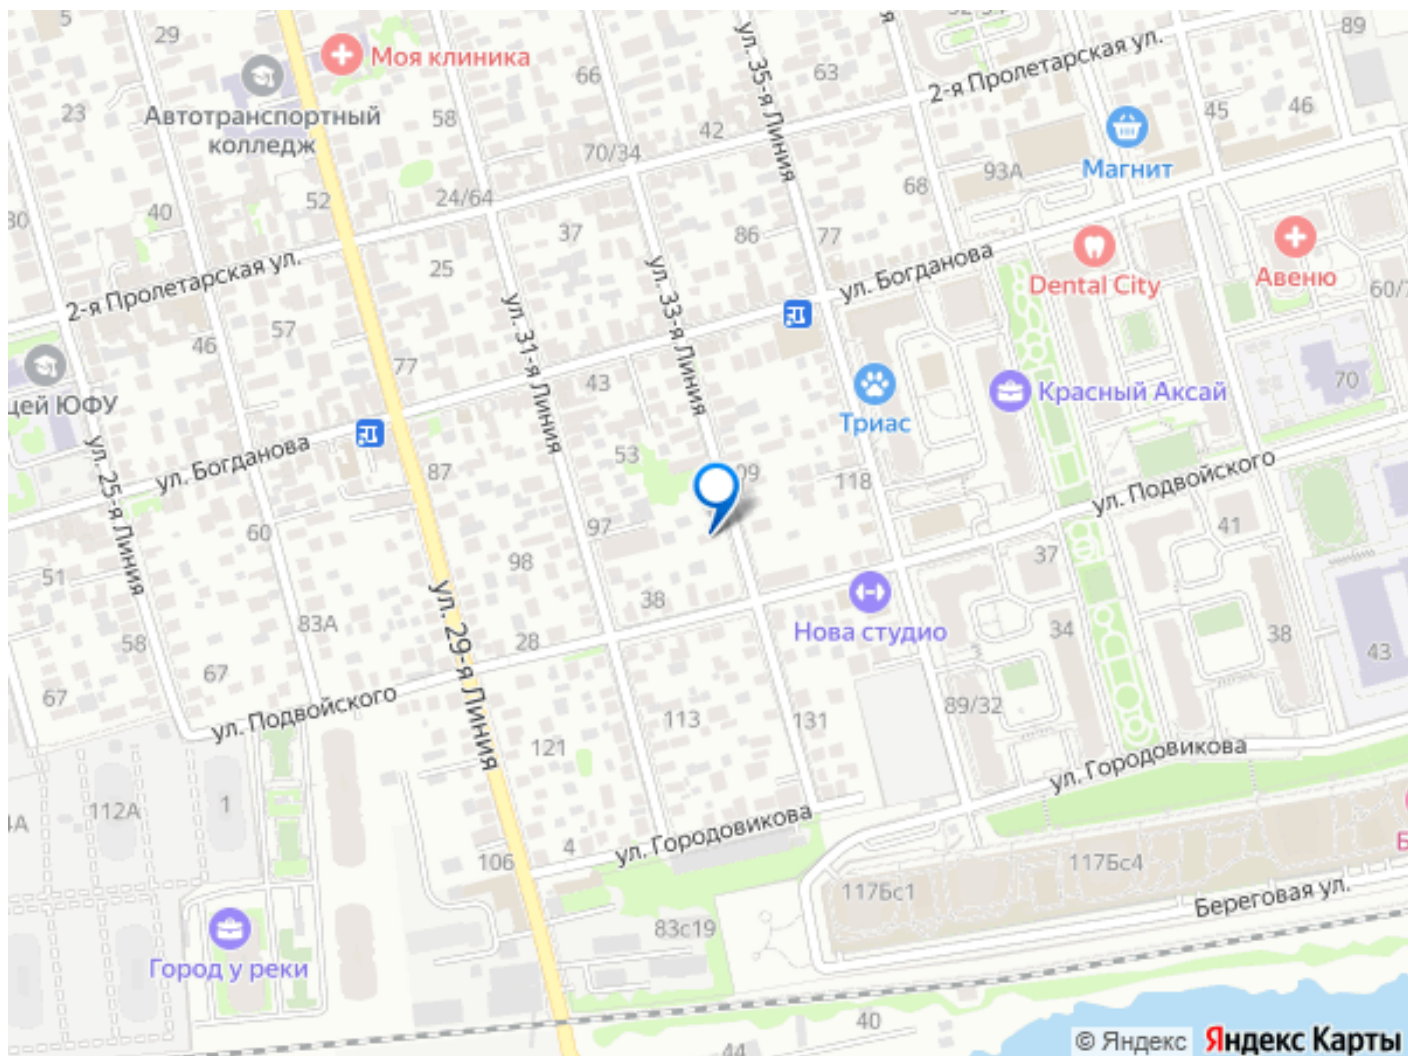 5
29
Моя клиника
66
63
52/54
89
2-я Пролетарская ул.
ул. 35-я Линия
23
Автотранспортный
колледж
58
42
45
46
Магнит
70/34
93А
68
30
40
52
24/64
37
86
77
25
2-я Пролетарская ул.
ул. 33-я Линия
ул. Богданова
Dental City
Авеню
60/7
57
46
ул. 31-я Линия
77
43
70
цей ЮФУ
Триас
Красный Аксай
ул. Богданова
87
53
09
118
ул. Подвойского
ул. 25-я Линия
60
97
41
51
98
37
38
ул. 29-я Линия
83А
28
Нова студио
34
38
43
58
67
67
ул. Подвойского
113
131
89/32
121
ул. Городовикова
112А
1
4А
106
4
ул. Городовикова
117Бс1
117Бс4
Б
Береговая ул.
83с19
Город у реки
40
44
© Яндекс
Яндекс Карты